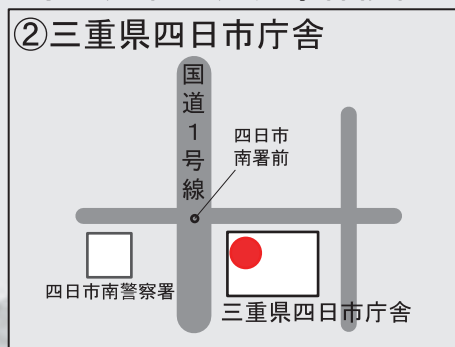 ②三重県四日市庁舎
国道1号線
四日市
南署前
四日市南警察署
三重県四日市庁舎